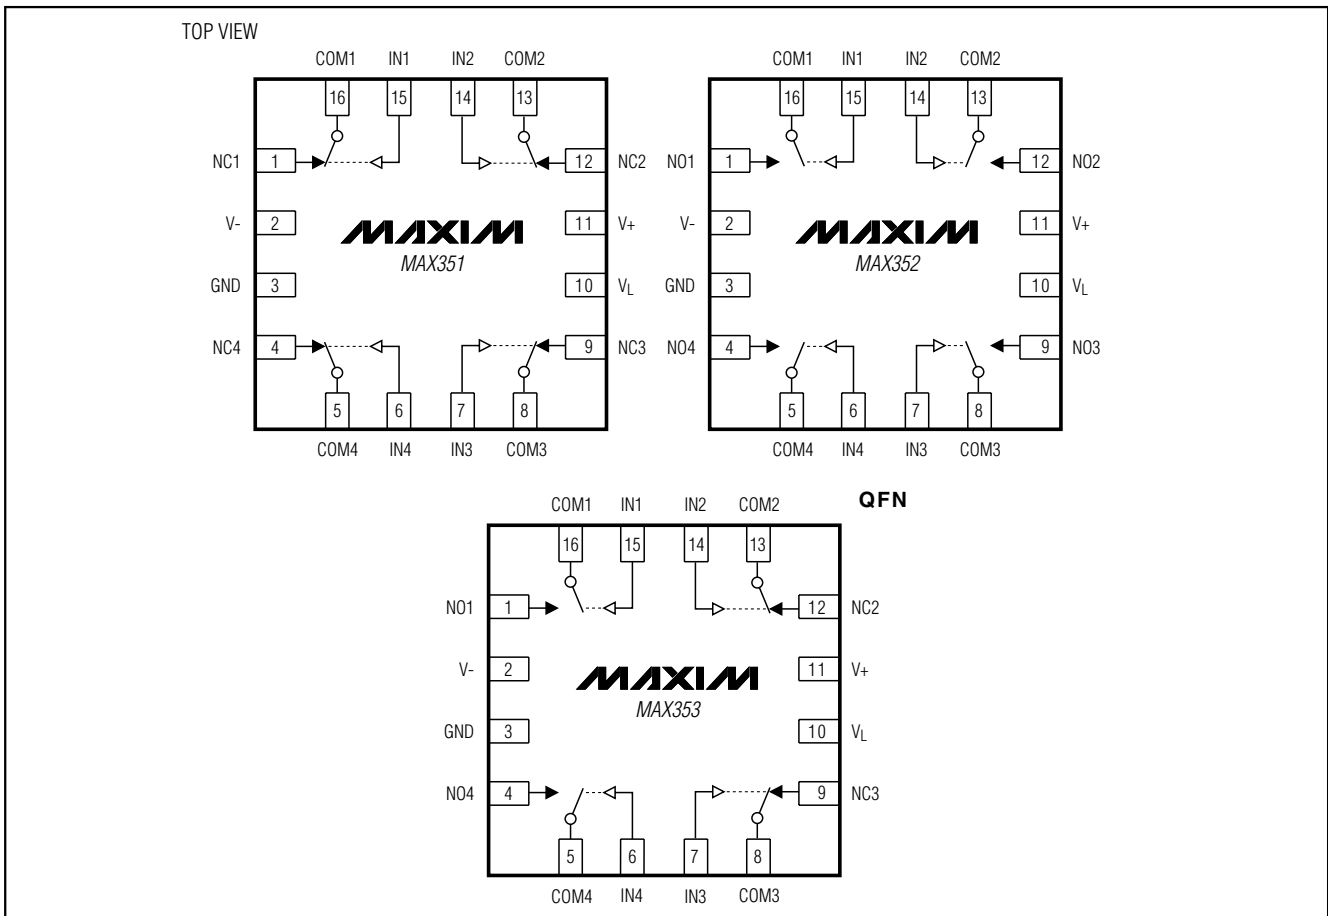 TOP VIEW
COM1 IN1 IN2 COM2
16 15 14 13
NC1 1 12 NC2
V- 2 11 V+
MAXIM
MAX351
GND 3 10 VL
NC4 4 9 NC3
5 6 7 8
COM4 IN4 IN3 COM3
COM1 IN1 IN2 COM2
16 15 14 13
NO1 1 12 NO2
V- 2 11 V+
MAXIM
MAX352
GND 3 10 VL
NO4 4 9 NO3
5 6 7 8
COM4 IN4 IN3 COM3
QFN
COM1 IN1 IN2 COM2
16 15 14 13
NO1 1 12 NC2
V- 2 11 V+
MAXIM
MAX353
GND 3 10 VL
NO4 4 9 NC3
5 6 7 8
COM4 IN4 IN3 COM3